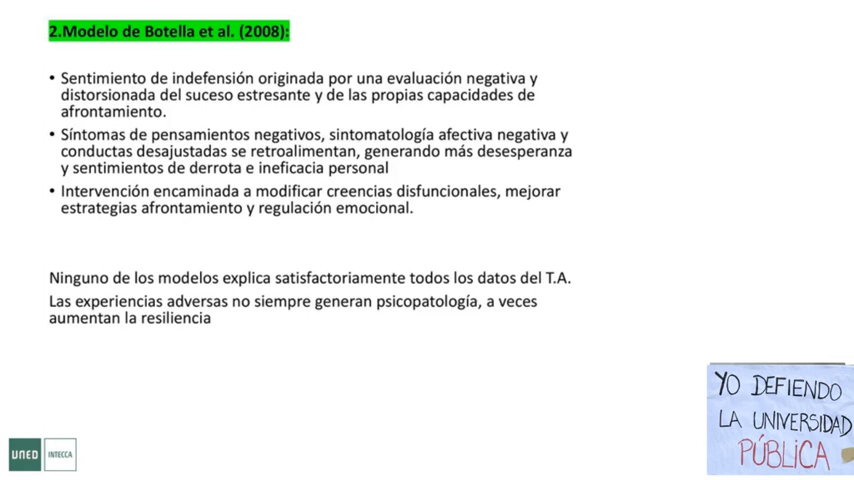 2.Modelo de Botella et al. (2008):
• Sentimiento de indefensión originada por una evaluación negativa y
distorsionada del suceso estresante y de las propias capacidades de
afrontamiento.
• Síntomas de pensamientos negativos, sintomatología afectiva negativa y
conductas desajustadas se retroalimentan, generando más desesperanza
y sentimientos de derrota e ineficacia personal
• Intervención encaminada a modificar creencias disfuncionales, mejorar
estrategias afrontamiento y regulación emocional.
Ninguno de los modelos explica satisfactoriamente todos los datos del T.A.
Las experiencias adversas no siempre generan psicopatología, a veces
aumentan la resiliencia
YO DEFIENDO
LA UNIVERSIDAD
PÚBLICA
UNED INTECCA